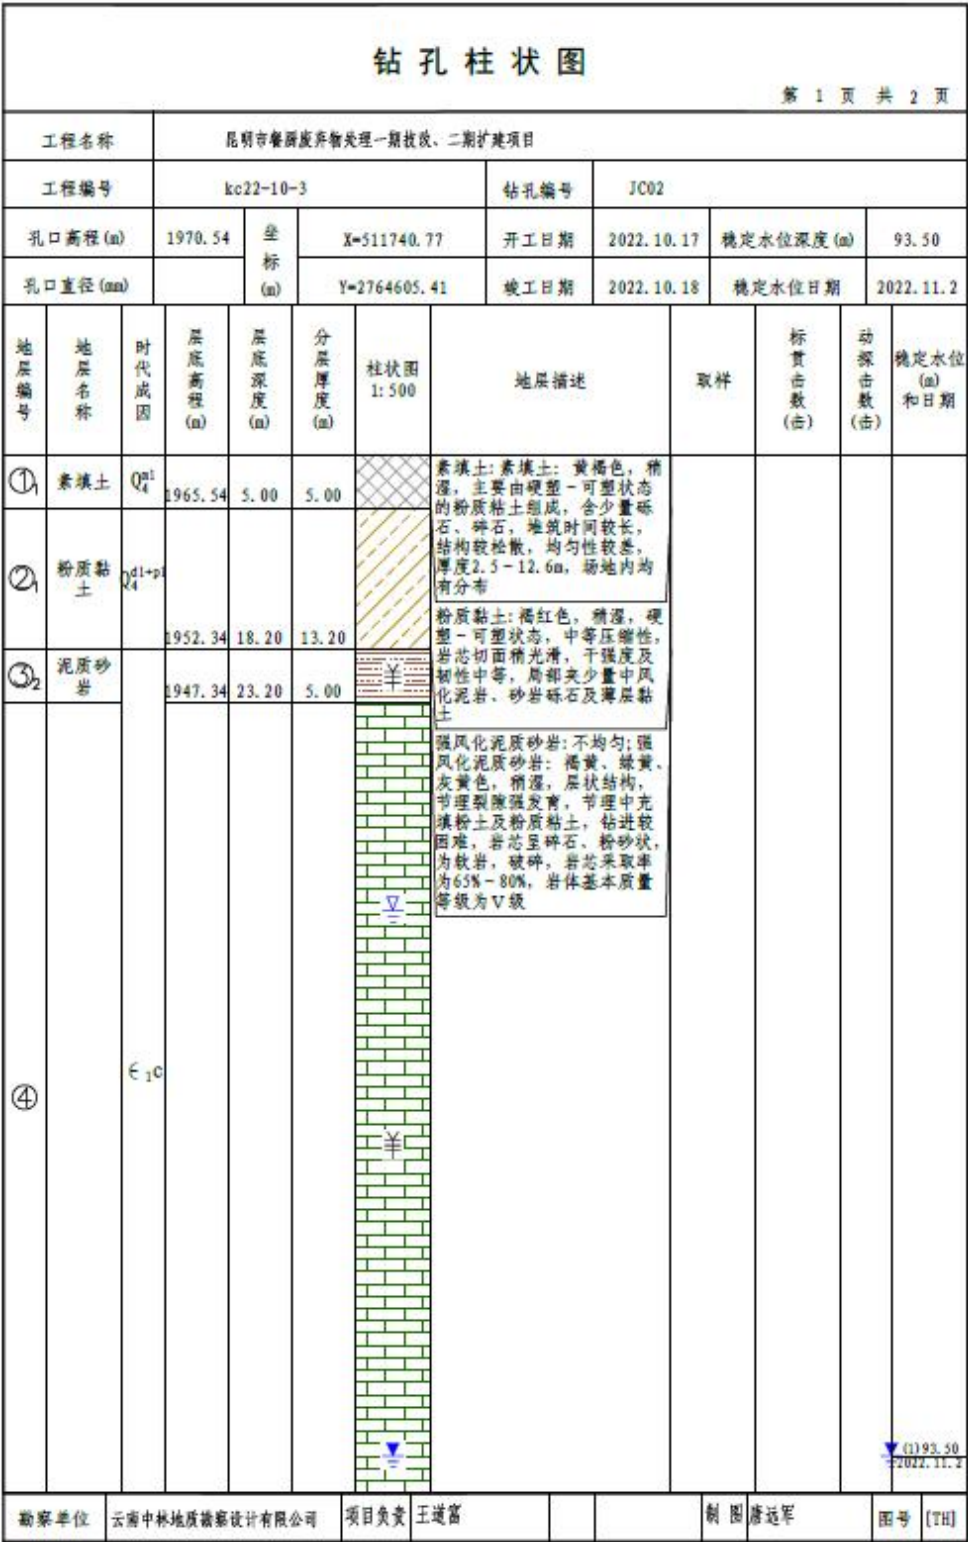 钻孔柱状图
第 1 页 共 2 页
工程名称 昆明市餐厨废弃物处理一期技改、二期扩建项目
工程编号 kc22-10-3 钻孔编号 JC02
孔口高程(m) 1970.54 坐标(m) X=511740.77 开工日期 2022.10.17 稳定水位深度(m) 93.50
孔口直径(mm) Y=2764605.41 竣工日期 2022.10.18 稳定水位日期 2022.11.2
地层编号 地层名称 时代成因 层底高程(m) 层底深度(m) 分层厚度(m) 柱状图 1:500 地层描述 取样 标贯击数(击) 动探击数(击) 稳定水位(m)和日期
①1 素填土 Q4ml 1965.54 5.00 5.00
素填土:素填土: 黄褐色, 稍
湿, 主要由硬塑-可塑状态
的粉质粘土组成, 含少量砾
石、碎石, 堆筑时间较长,
结构较松散, 均匀性较差,
厚度2.5-12.6m, 场地内均
有分布
②1 粉质黏土 Q4dl+pl 1952.34 18.20 13.20
粉质黏土:褐红色, 稍湿, 硬
塑-可塑状态, 中等压缩性,
岩芯切面稍光滑, 干强度及
韧性中等, 局部夹少量中风
化泥岩、砂岩砾石及薄层黏
土
③2 泥质砂岩 1947.34 23.20 5.00
强风化泥质砂岩:不均匀;强
风化泥质砂岩: 褐黄、绿黄、
灰黄色, 稍湿, 层状结构,
节理裂隙强发育, 节理中充
填粉土及粉质粘土, 钻进较
困难, 岩芯呈碎石、粉砂状,
为软岩, 破碎, 岩芯采取率
为65%-80%, 岩体基本质量
等级为Ⅴ级
④ ∈1c
(1)93.50
2022.11.2
勘察单位 云南中林地质勘察设计有限公司 项目负责 王道富 制 图 唐远军 图号 [TH]